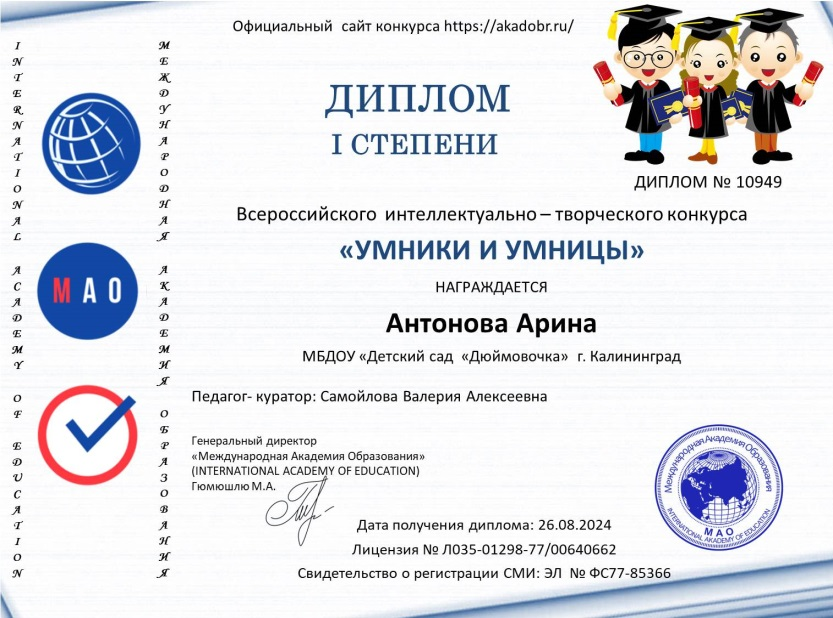 Официальный сайт конкурса https://akadobr.ru/
INTERNATIONAL ACADEMY OF EDUCATION
МЕЖДУНАРОДНАЯ АКАДЕМИЯ ОБРАЗОВАНИЯ
МАО
ДИПЛОМ
I СТЕПЕНИ
ДИПЛОМ № 10949
Всероссийского интеллектуально – творческого конкурса
«УМНИКИ И УМНИЦЫ»
НАГРАЖДАЕТСЯ
Антонова Арина
МБДОУ «Детский сад «Дюймовочка» г. Калининград
Педагог- куратор: Самойлова Валерия Алексеевна
Генеральный директор
«Международная Академия Образования»
(INTERNATIONAL ACADEMY OF EDUCATION)
Гюмюшлю М.А.
Международная Академия Образования
МАО
INTERNATIONAL ACADEMY OF EDUCATION
Дата получения диплома: 26.08.2024
Лицензия № Л035-01298-77/00640662
Свидетельство о регистрации СМИ: ЭЛ № ФС77-85366